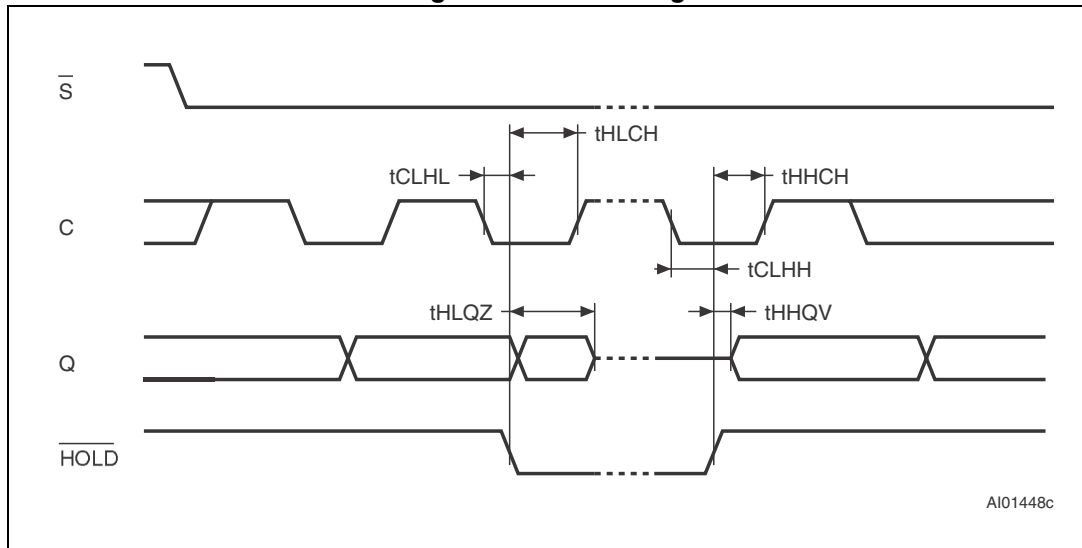 S
tHLCH
tCLHL
tHHCH
C
tCLHH
tHLQZ
tHHQV
Q
HOLD
AI01448c